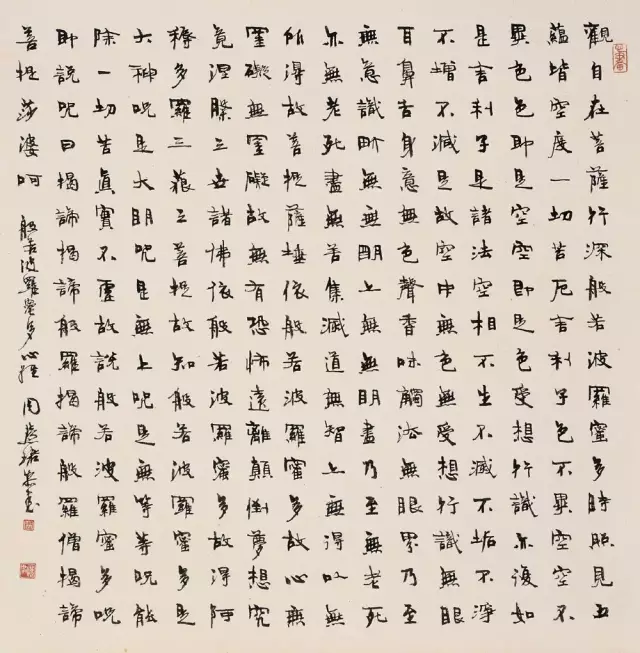 觀自在菩薩行深般若波羅蜜多時照見五
蘊皆空度一切苦厄舍利子色不異空空不
異色色即是空空即是色受想行識亦復如
是舍利子是諸法空相不生不滅不垢不淨
不增不減是故空中無色無受想行識無眼
耳鼻舌身意無色聲香味觸法無眼界乃至
無意識界無無明亦無無明盡乃至無老死
亦無老死盡無苦集滅道無智亦無得以無
所得故菩提薩埵依般若波羅蜜多故心無
罣礙無罣礙故無有恐怖遠離顛倒夢想究
竟涅槃三世諸佛依般若波羅蜜多故得阿
耨多羅三藐三菩提故知般若波羅蜜多是
大神呪是大明呪是無上呪是無等等呪能
除一切苦真實不虛故說般若波羅蜜多呪
即說呪曰揭諦揭諦般羅揭諦般羅僧揭諦
菩提莎婆呵
般若波羅蜜多心經 周慧珺